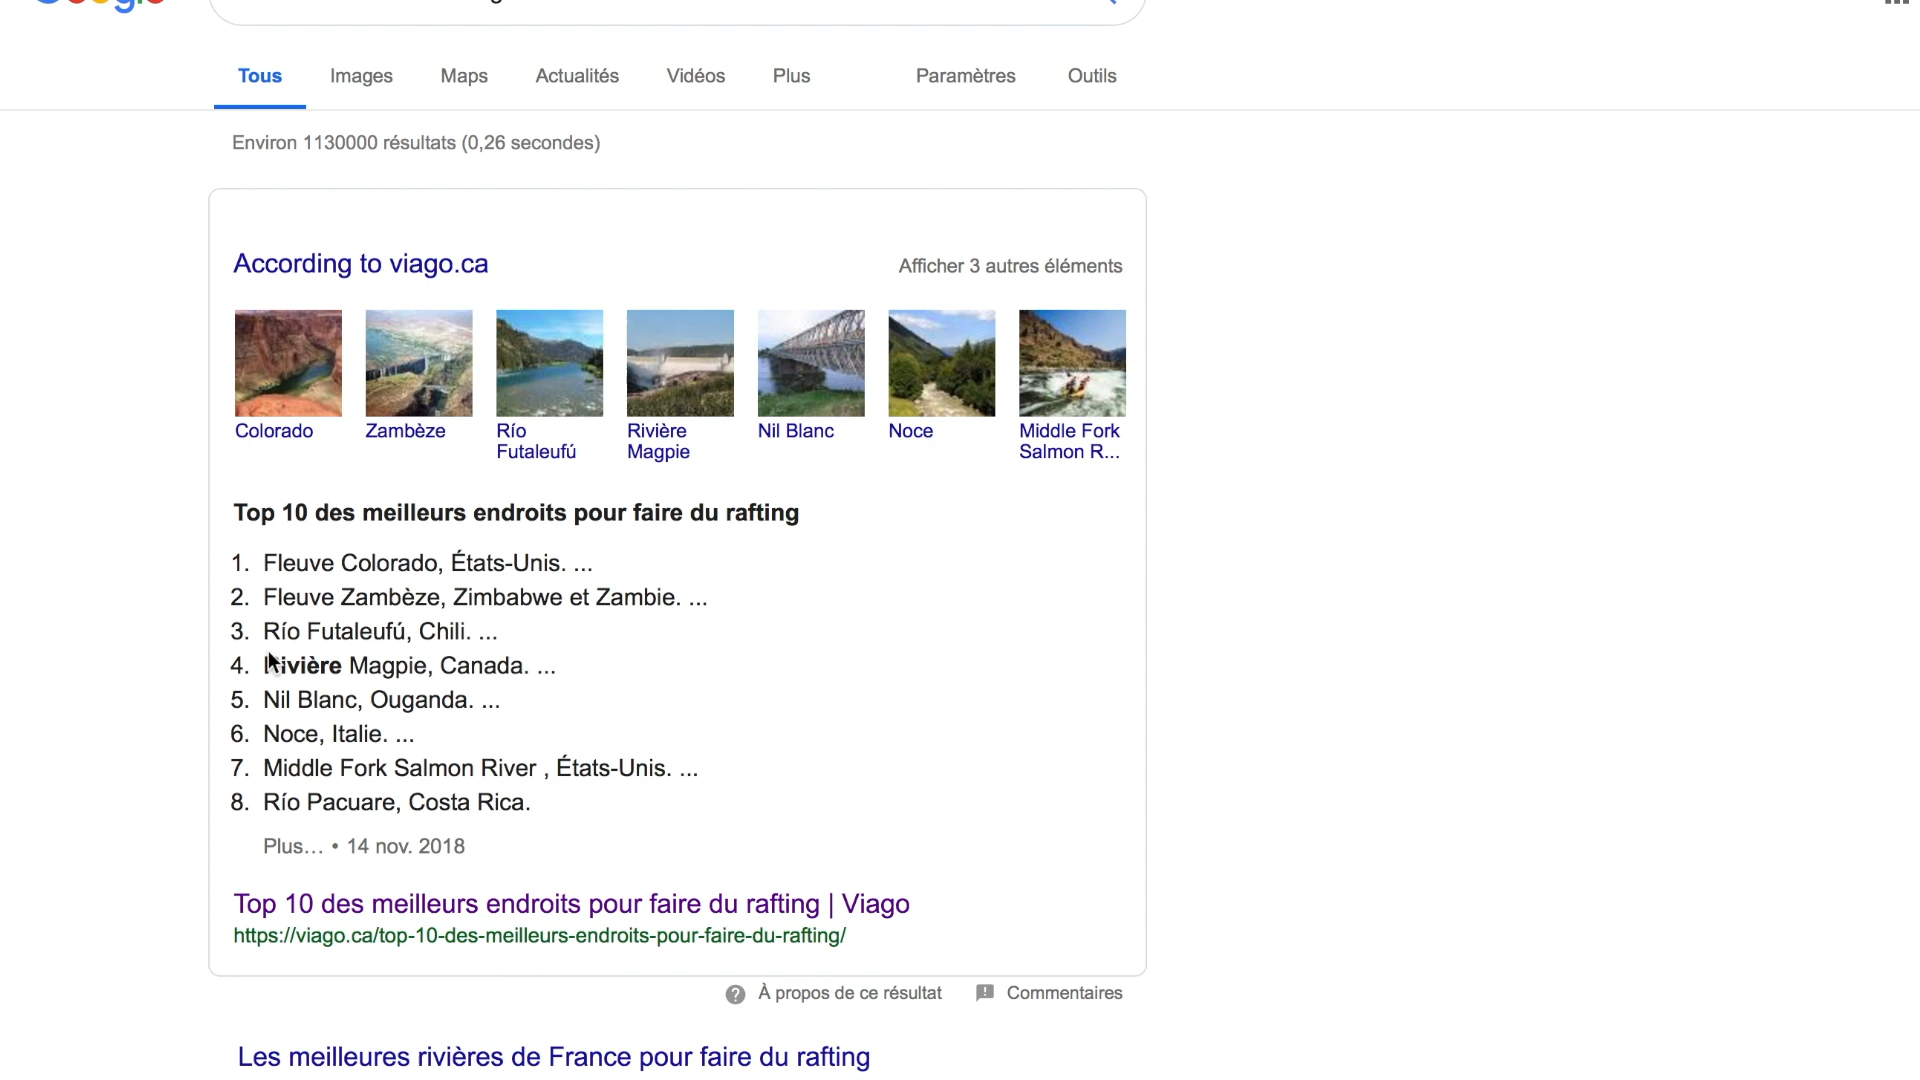 Tous Images Maps Actualités Vidéos Plus Paramètres Outils
Environ 1130000 résultats (0,26 secondes)
According to viago.ca
Afficher 3 autres éléments
Colorado
Zambèze
Río
Futaleufú
Rivière
Magpie
Nil Blanc
Noce
Middle Fork
Salmon R...
Top 10 des meilleurs endroits pour faire du rafting
1. Fleuve Colorado, États-Unis. ...
2. Fleuve Zambèze, Zimbabwe et Zambie. ...
3. Río Futaleufú, Chili. ...
4. Rivière Magpie, Canada. ...
5. Nil Blanc, Ouganda. ...
6. Noce, Italie. ...
7. Middle Fork Salmon River , États-Unis. ...
8. Río Pacuare, Costa Rica.
Plus... • 14 nov. 2018
Top 10 des meilleurs endroits pour faire du rafting | Viago
https://viago.ca/top-10-des-meilleurs-endroits-pour-faire-du-rafting/
À propos de ce résultat Commentaires
Les meilleures rivières de France pour faire du rafting